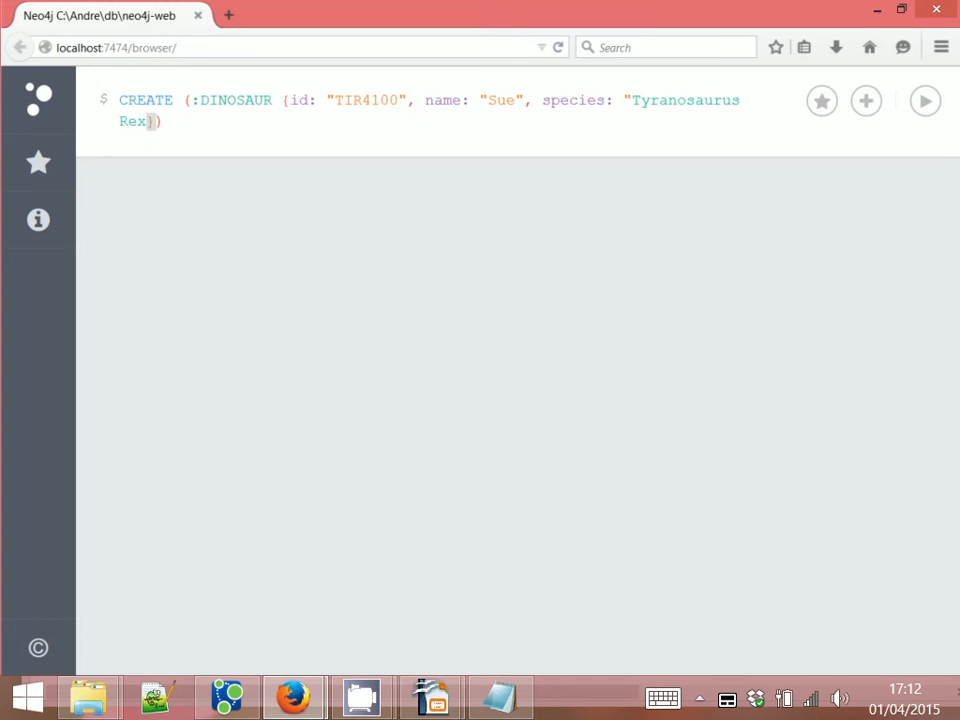 Neo4j C:\Andre\db\neo4j-web
localhost:7474/browser/
Search
$ CREATE (:DINOSAUR {id: "TIR4100", name: "Sue", species: "Tyranosaurus
Rex})
17:12
01/04/2015